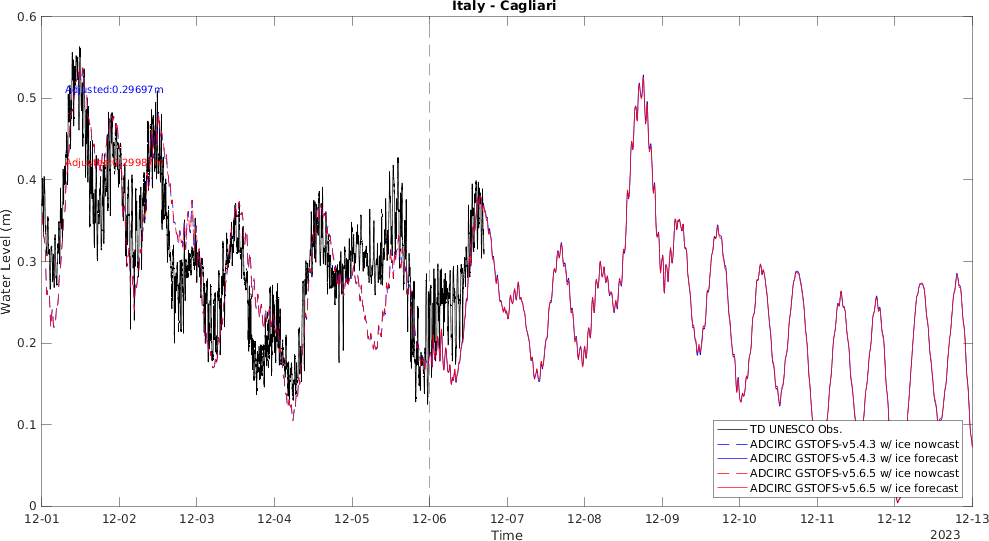 Italy - Cagliari
Water Level (m)
0.6
0.5
0.4
0.3
0.2
0.1
0
Adjusted:0.29697m
TD UNESCO Obs.
ADCIRC GSTOFS-v5.4.3 w/ ice nowcast
ADCIRC GSTOFS-v5.4.3 w/ ice forecast
ADCIRC GSTOFS-v5.6.5 w/ ice nowcast
ADCIRC GSTOFS-v5.6.5 w/ ice forecast
12-01 12-02 12-03 12-04 12-05 12-06 12-07 12-08 12-09 12-10 12-11 12-12 12-13
Time
2023